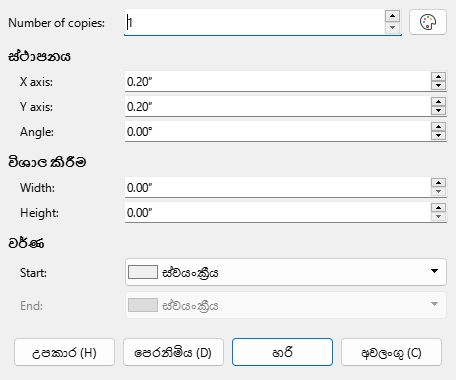 Number of copies: 1
ස්ථාපනය
X axis: 0.20"
Y axis: 0.20"
Angle: 0.00°
විශාල කිරීම
Width: 0.00"
Height: 0.00"
වර්ණ
Start: ස්වයංක්‍රීය
End: ස්වයංක්‍රීය
උපකාර (H) පෙරනිමිය (D) හරි අවලංගු (C)